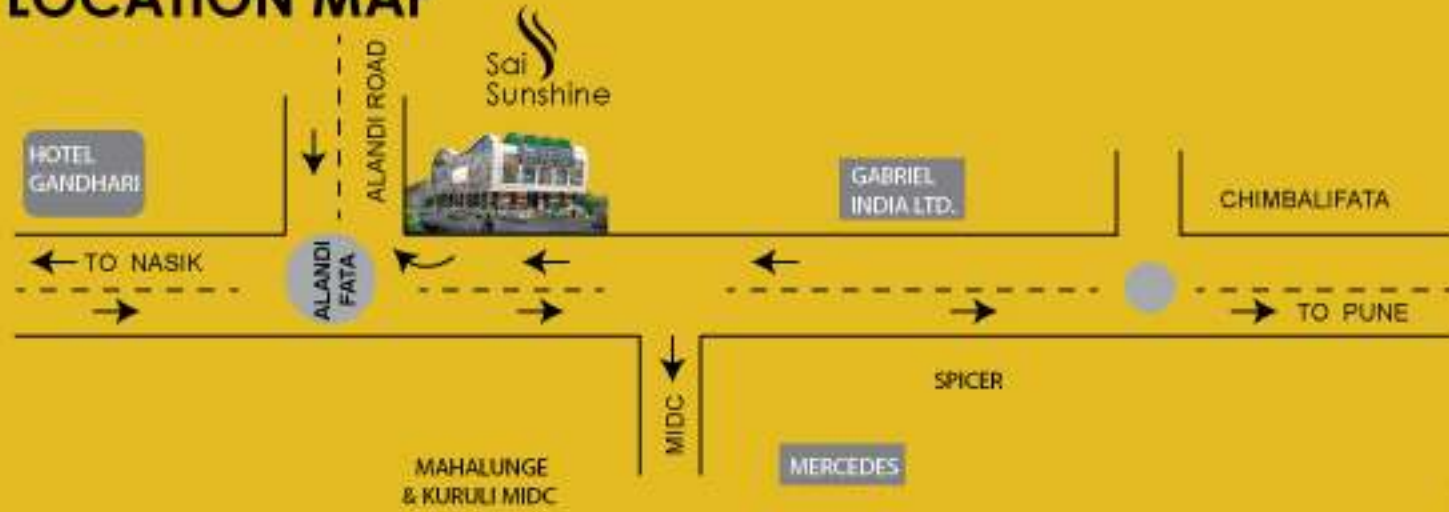 LOCATION MAP
Sai
Sunshine
ALANDI ROAD
HOTEL
GANDHARI
GABRIEL
INDIA LTD.
CHIMBALIFATA
TO NASIK
ALANDI
FATA
TO PUNE
SPICER
MIDC
MAHALUNGE
& KURULI MIDC
MERCEDES